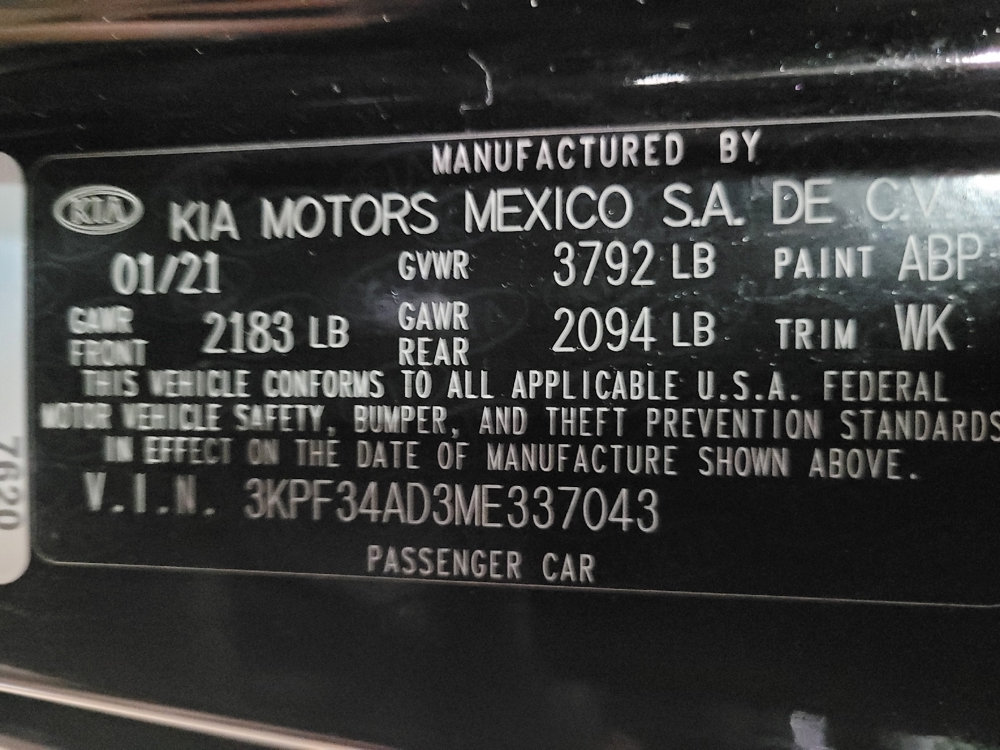 MANUFACTURED BY
KIA KIA MOTORS MEXICO S.A. DE C.V.
01/21 GVWR 3792 LB PAINT ABP
GAWR FRONT 2183 LB GAWR REAR 2094 LB TRIM WK
THIS VEHICLE CONFORMS TO ALL APPLICABLE U.S.A. FEDERAL
MOTOR VEHICLE SAFETY, BUMPER, AND THEFT PREVENTION STANDARDS
IN EFFECT ON THE DATE OF MANUFACTURE SHOWN ABOVE.
V.I.N. 3KPF34AD3ME337043
PASSENGER CAR
7620